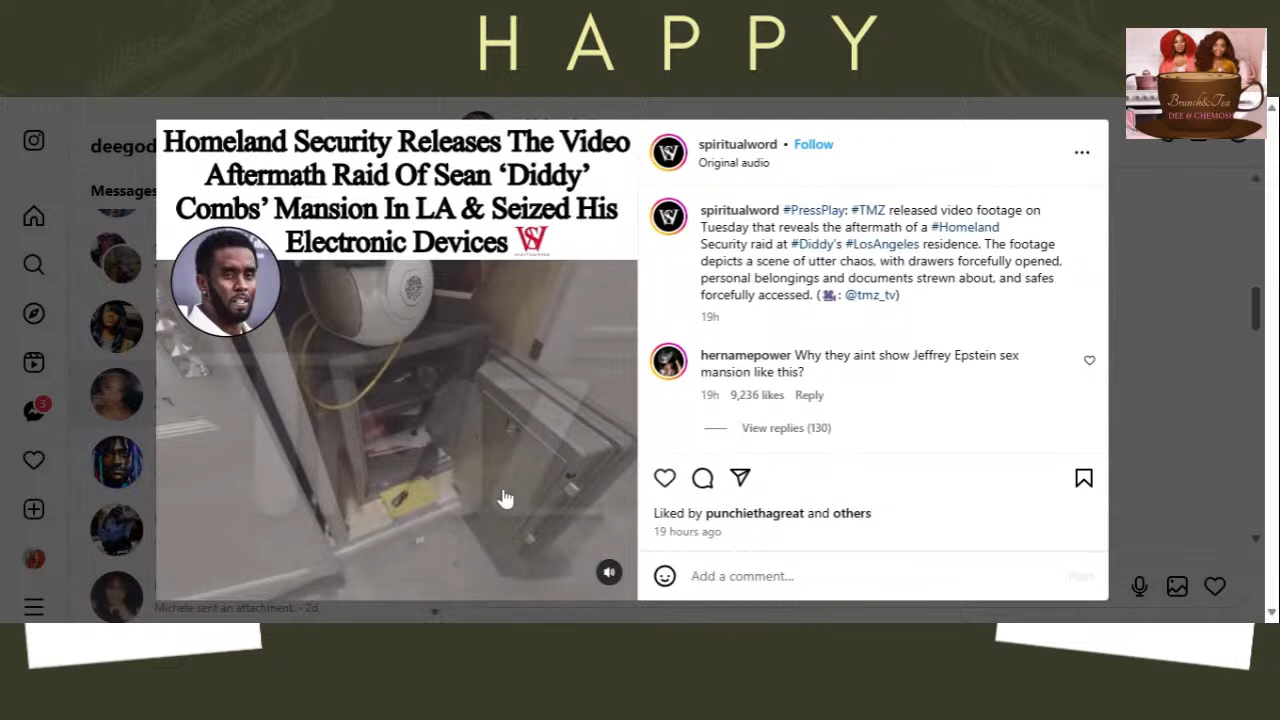 HAPPY
Brunch&Tea
DEE & CHEMOSH
deegod
Messages
Homeland Security Releases The Video
Aftermath Raid Of Sean ‘Diddy’
Combs’ Mansion In LA & Seized His
Electronic Devices
spiritualword • Follow
Original audio
•••
spiritualword #PressPlay: #TMZ released video footage on
Tuesday that reveals the aftermath of a #Homeland
Security raid at #Diddy's #LosAngeles residence. The footage
depicts a scene of utter chaos, with drawers forcefully opened,
personal belongings and documents strewn about, and safes
forcefully accessed. (🎥: @tmz_tv)
19h
hernamepower Why they aint show Jeffrey Epstein sex
mansion like this?
19h 9,236 likes Reply
View replies (130)
Liked by punchiethagreat and others
19 hours ago
Add a comment...
Post
3
Michele sent an attachment. · 2d